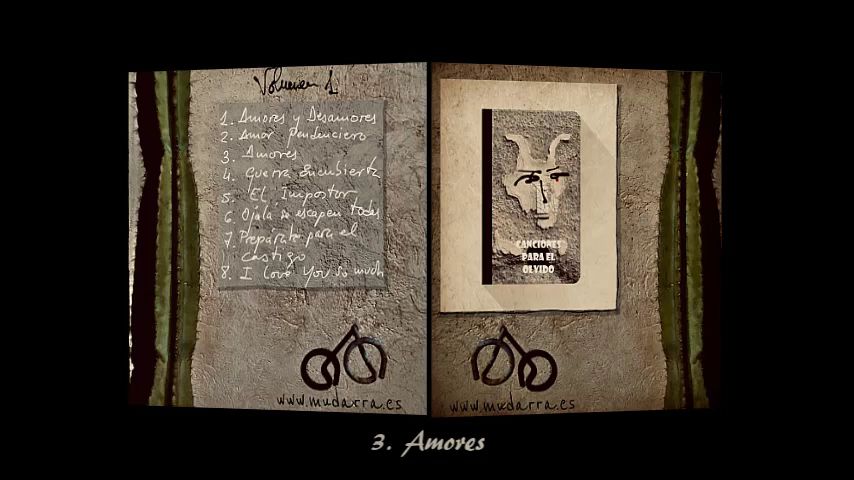 Volumen 1
1. Amores y Desamores
2. Amor pendenciero
3. Amores
4. Guerra Encubierta
5. El Impostor
6. Ojala se escapen todos
7. Prepárate para el
castigo
8. I love you so much
www.mudarra.es
CANCIONES
PARA EL
OLVIDO
www.mudarra.es
3. Amores